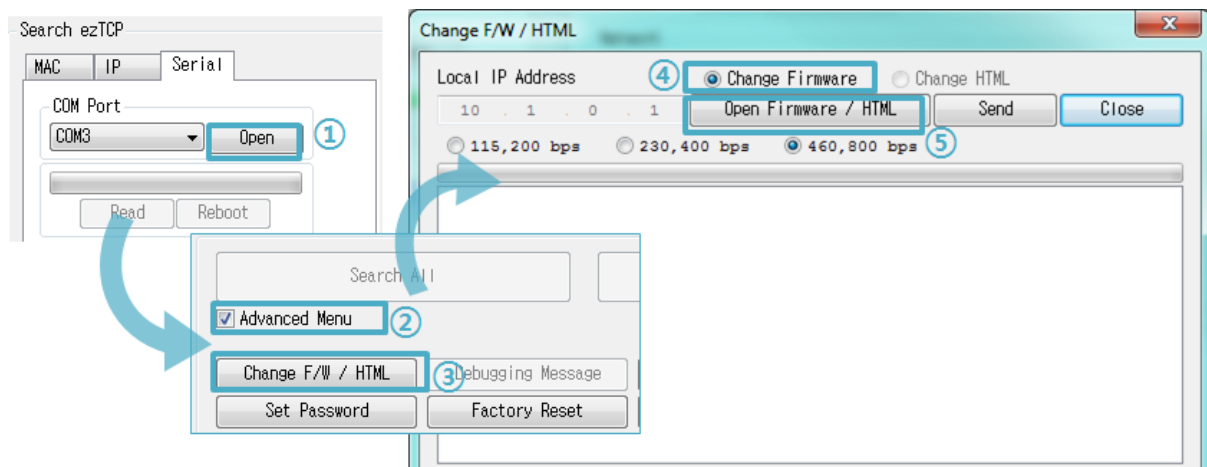 Search ezTCP
MAC IP Serial
COM Port
COM3 Open ①
Read Reboot
Search All
Advanced Menu ②
Change F/W / HTML ③ Debugging Message
Set Password Factory Reset
Change F/W / HTML
Local IP Address ④ Change Firmware Change HTML
10 . 1 . 0 . 1 Open Firmware / HTML Send Close
115,200 bps 230,400 bps 460,800 bps ⑤